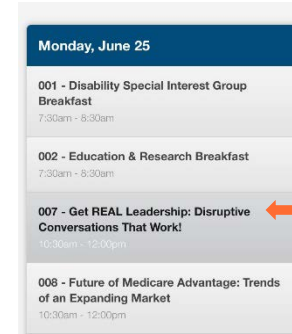 Monday, June 25
001 - Disability Special Interest Group
Breakfast
7:30am - 8:30am
002 - Education & Research Breakfast
7:30am - 8:30am
007 - Get REAL Leadership: Disruptive
Conversations That Work!
10:30am - 12:00pm
008 - Future of Medicare Advantage: Trends
of an Expanding Market
10:30am - 12:00pm